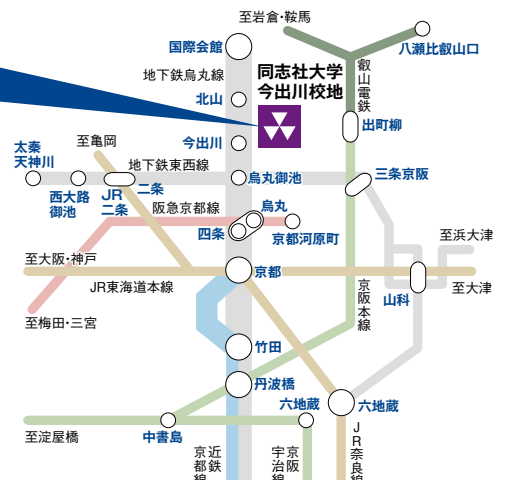 至岩倉・鞍馬
国際会館
八瀬比叡山口
地下鉄烏丸線
同志社大学
今出川校地
叡山電鉄
北山
出町柳
今出川
至亀岡
太秦
天神川
地下鉄東西線
三条京阪
烏丸御池
二条
西大路
御池
JR
二条
阪急京都線
烏丸
四条
京都河原町
至浜大津
至大阪・神戸
京都
JR東海道本線
至大津
京阪本線
山科
至梅田・三宮
竹田
丹波橋
六地蔵
六地蔵
至淀屋橋
中書島
近鉄
京都線
京阪
宇治線
JR奈良線